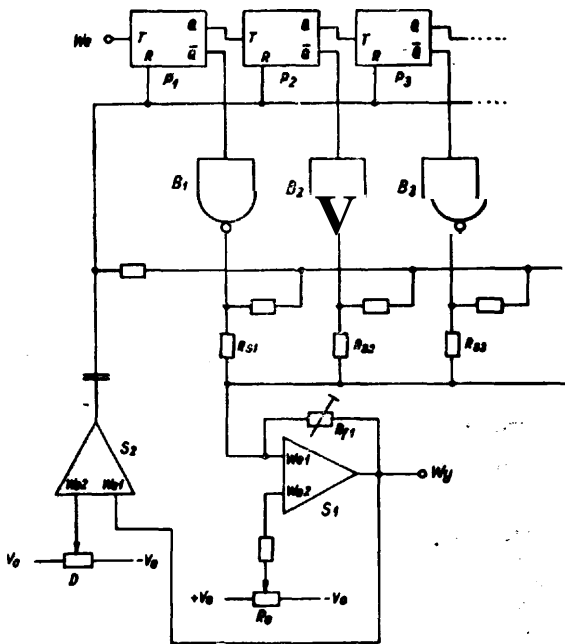 We T Q T Q T Q
R Q̄ R Q̄ R Q̄
P1 P2 P3
B1 B2 B3
RS1 RS2 RS3
Rf1
S2 We1 Wy
We2 We1 We2 S1
V0 -V0
D +V0 -V0
R0